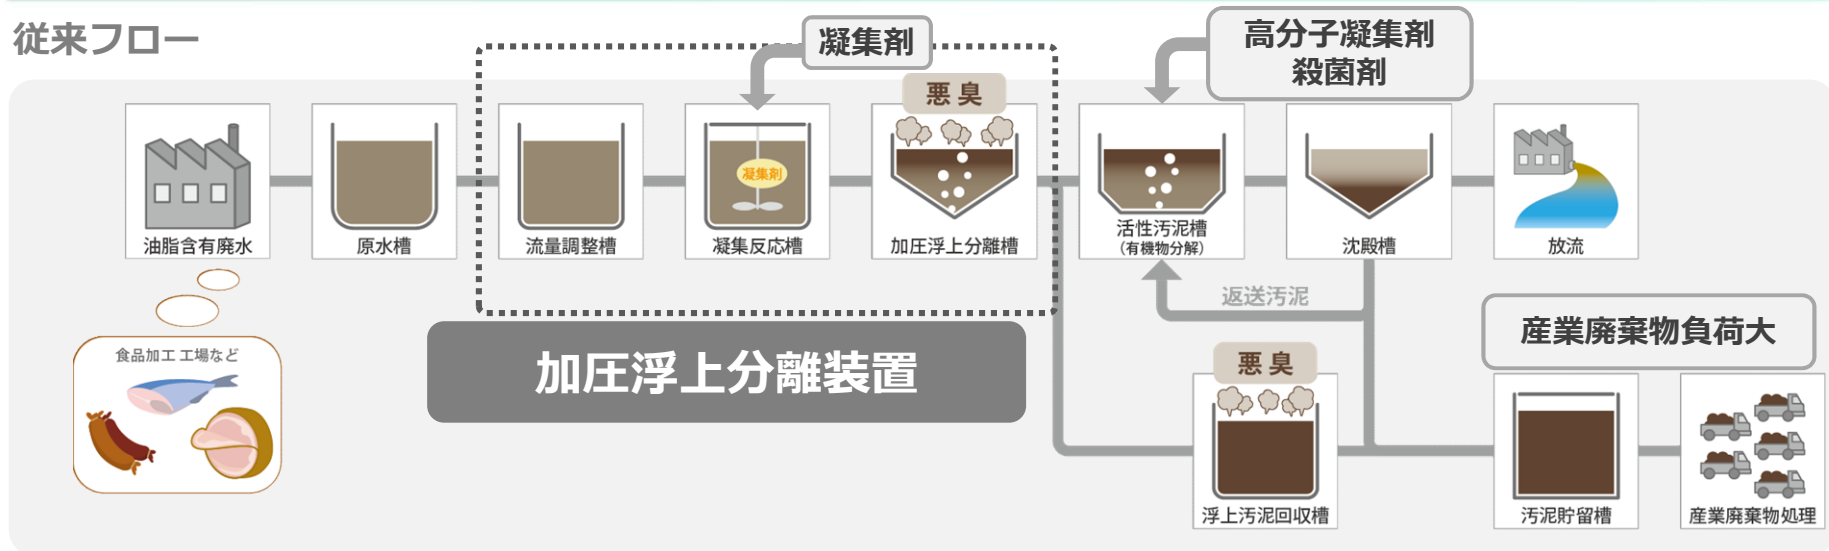 従来フロー
凝集剤
高分子凝集剤
殺菌剤
悪臭
凝集剤
油脂含有廃水
原水槽
流量調整槽
凝集反応槽
加圧浮上分離槽
活性汚泥槽
(有機物分解)
沈殿槽
放流
返送汚泥
加圧浮上分離装置
産業廃棄物負荷大
食品加工 工場など
悪臭
浮上汚泥回収槽
汚泥貯留槽
産業廃棄物処理